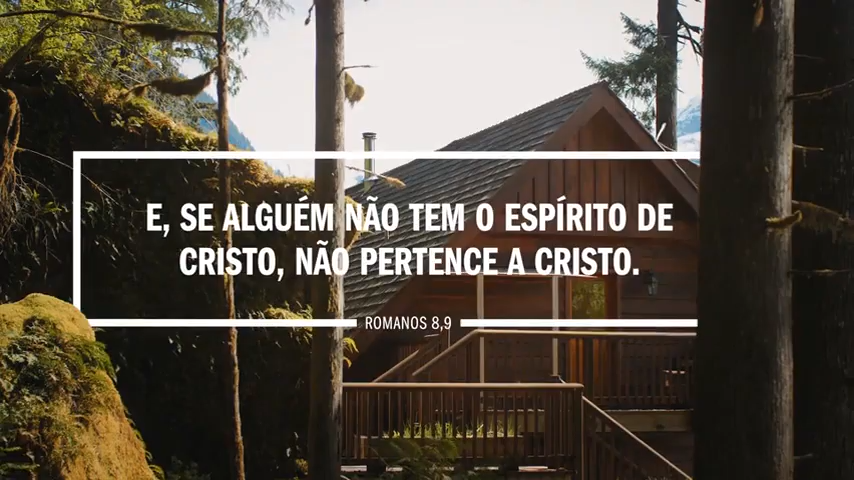 E, SE ALGUÉM NÃO TEM O ESPÍRITO DE
CRISTO, NÃO PERTENCE A CRISTO.
ROMANOS 8,9